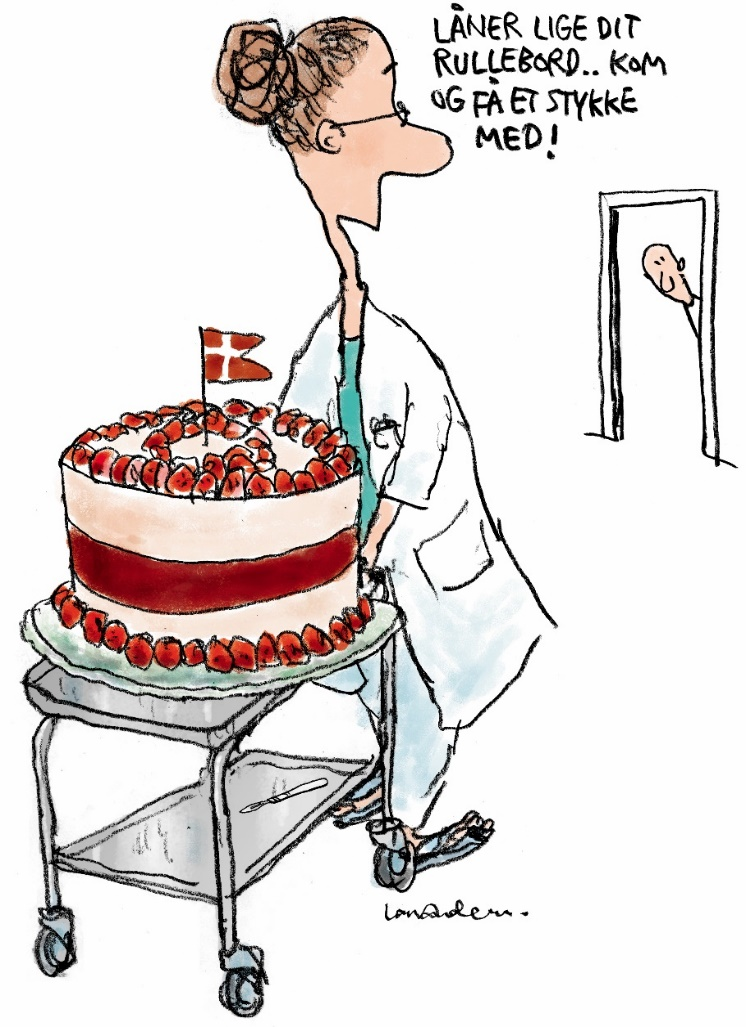 LÅNER LIGE DIT
RULLEBORD.. KOM
OG FÅ ET STYKKE
MED!